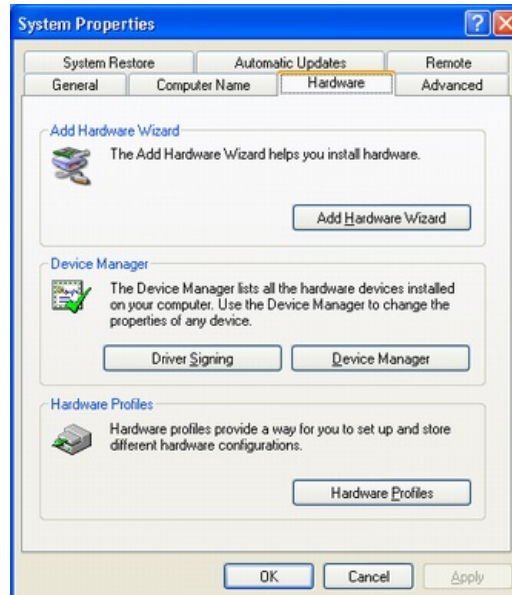 System Properties
System Restore Automatic Updates Remote
General Computer Name Hardware Advanced
Add Hardware Wizard
The Add Hardware Wizard helps you install hardware.
Add Hardware Wizard
Device Manager
The Device Manager lists all the hardware devices installed
on your computer. Use the Device Manager to change the
properties of any device.
Driver Signing Device Manager
Hardware Profiles
Hardware profiles provide a way for you to set up and store
different hardware configurations.
Hardware Profiles
OK Cancel Apply